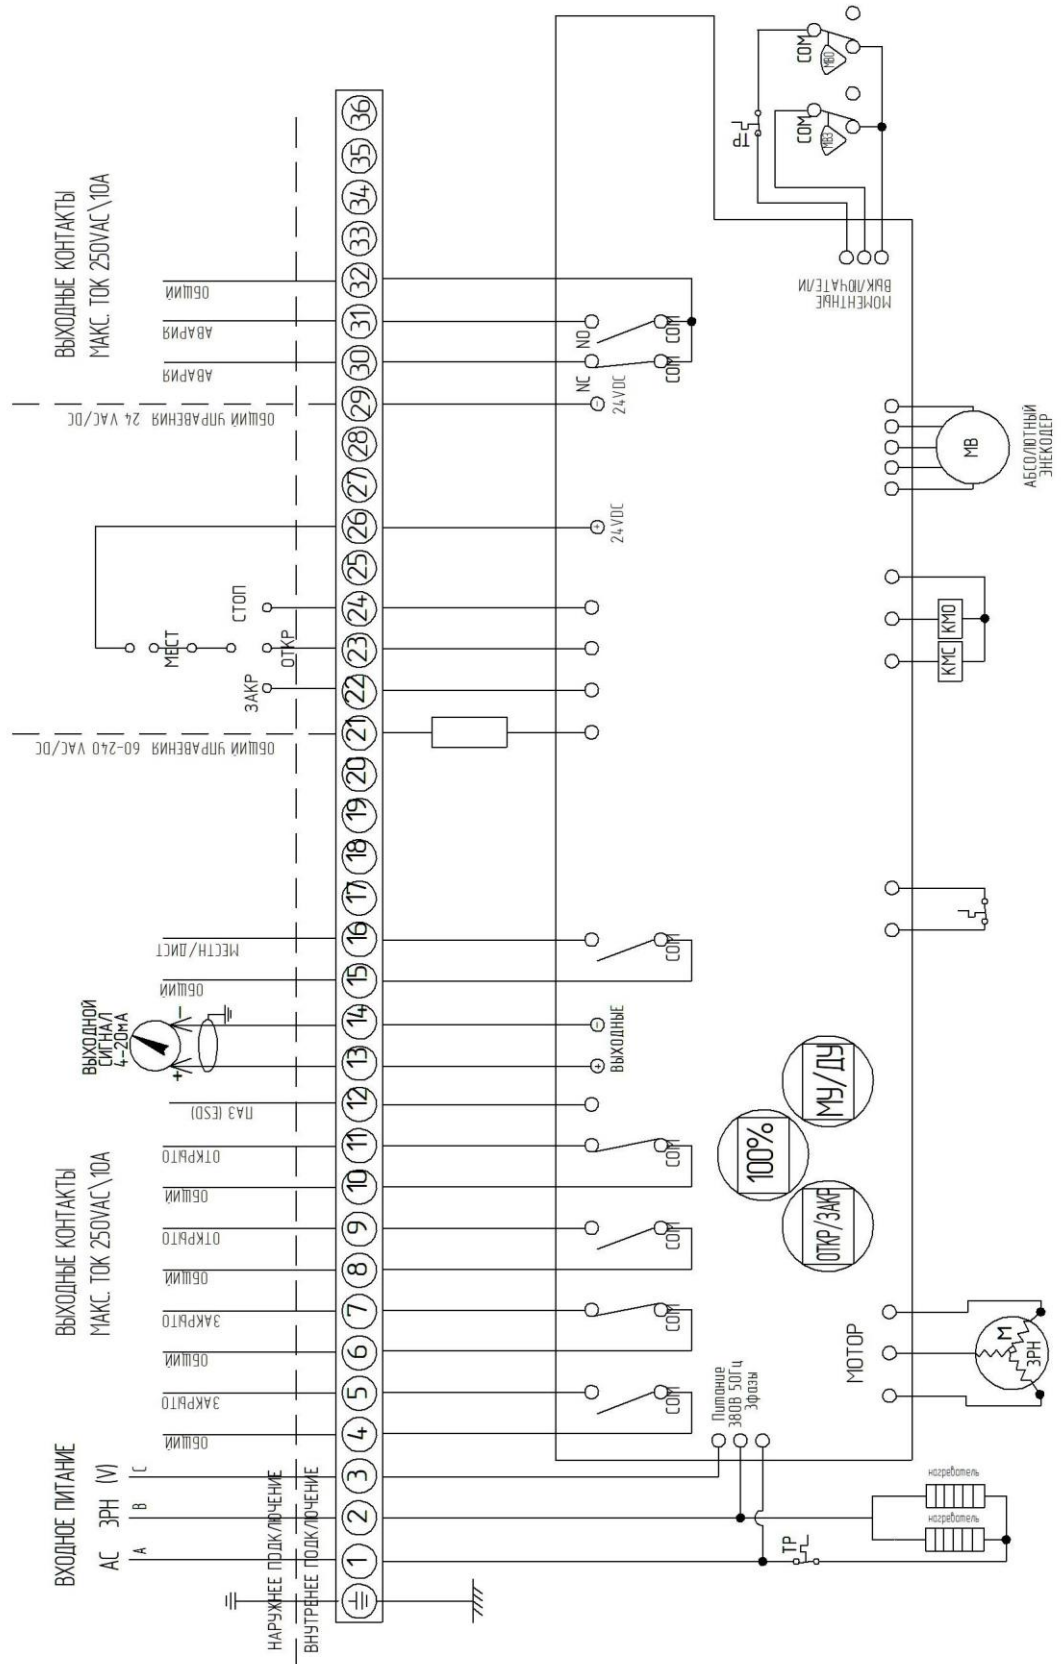 ВХОДНОЕ ПИТАНИЕ
AC 3PH (V)
A
B
C
ВЫХОДНЫЕ КОНТАКТЫ
МАКС. ТОК 250VAC\10A
ОБЩИЙ
ЗАКРЫТО
ОБЩИЙ
ЗАКРЫТО
ОБЩИЙ
ОТКРЫТО
ОБЩИЙ
ОТКРЫТО
ПАЗ (ESD)
ВЫХОДНОЙ
СИГНАЛ
4-20мА
+
-
ОБЩИЙ
МЕСТН/ДИСТ
ОБЩИЙ УПРАВЛЕНИЯ 60-240 VAC/DC
ЗАКР
ОТКР
МЕСТ
СТОП
ОБЩИЙ УПРАВЛЕНИЯ 24 VAC/DC
ВЫХОДНЫЕ КОНТАКТЫ
МАКС. ТОК 250VAC\10A
АВАРИЯ
АВАРИЯ
ОБЩИЙ
НАРУЖНЕЕ ПОДКЛЮЧЕНИЕ
ВНУТРЕНЕЕ ПОДКЛЮЧЕНИЕ
1 2 3 4 5 6 7 8 9 10 11 12 13 14 15 16 17 18 19 20 21 22 23 24 25 26 27 28 29 30 31 32 33 34 35 36
COM
COM
COM
COM
+
-
ВЫХОДНЫЕ
COM
+
24VDC
-
24VDC
NC
COM
NO
COM
Питание
380В 50Гц
3фазы
ОТКР/ЗАКР
100%
МУ/ДУ
ТР
нагреватель
нагреватель
МОТОР
М
3PH
КМС
КМО
МВ
АБСОЛЮТНЫЙ
ЭНЕКОДЕР
МОМЕНТНЫЕ
ВЫКЛЮЧАТЕЛИ
ТР
COM
МВЗ
COM
МВО